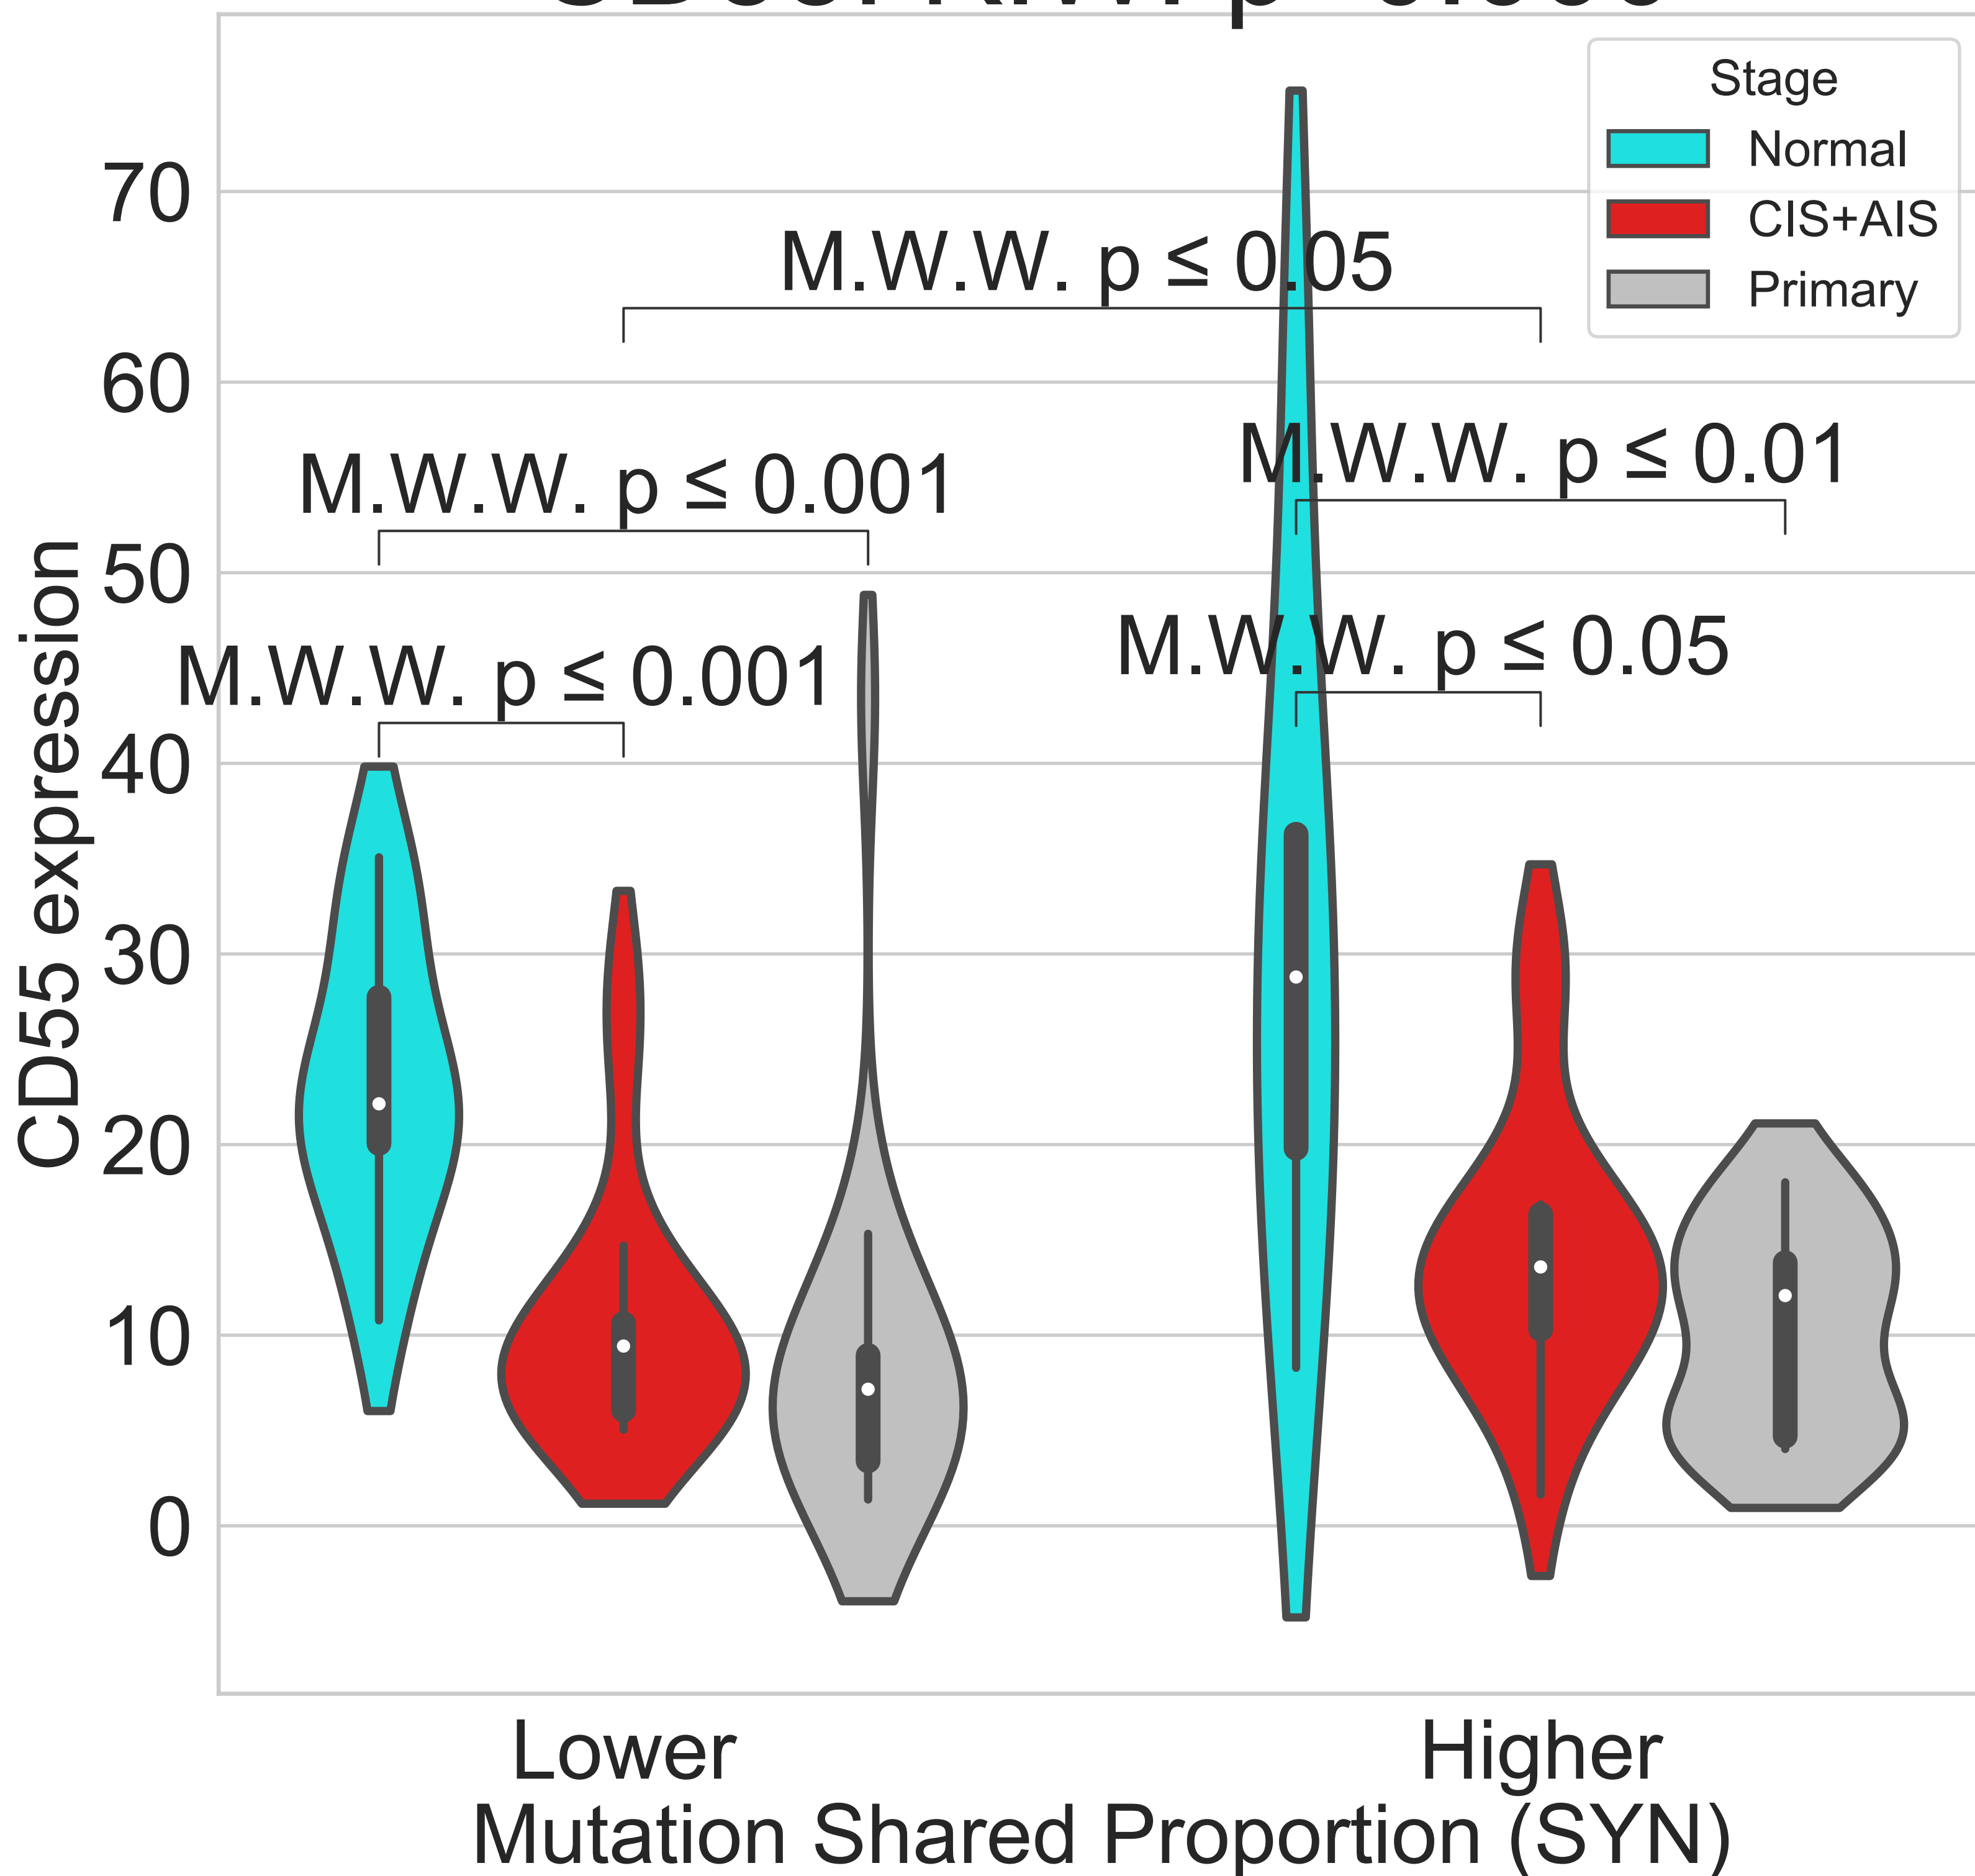 Stage
Normal
CIS+AIS
Primary
70
60
50
40
30
20
10
0
CD55 expression
M.W.W. p ≤ 0.05
M.W.W. p ≤ 0.001
M.W.W. p ≤ 0.01
M.W.W. p ≤ 0.001
M.W.W. p ≤ 0.05
Lower
Higher
Mutation Shared Proportion (SYN)